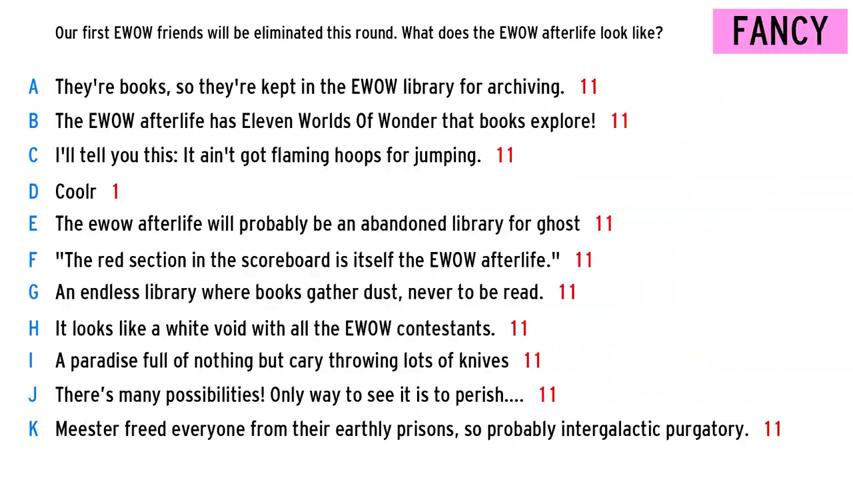 Our first EWOW friends will be eliminated this round. What does the EWOW afterlife look like?
FANCY
A They're books, so they're kept in the EWOW library for archiving. 11
B The EWOW afterlife has Eleven Worlds Of Wonder that books explore! 11
C I'll tell you this: It ain't got flaming hoops for jumping. 11
D Coolr 1
E The ewow afterlife will probably be an abandoned library for ghost 11
F "The red section in the scoreboard is itself the EWOW afterlife." 11
G An endless library where books gather dust, never to be read. 11
H It looks like a white void with all the EWOW contestants. 11
I A paradise full of nothing but cary throwing lots of knives 11
J There’s many possibilities! Only way to see it is to perish.... 11
K Meester freed everyone from their earthly prisons, so probably intergalactic purgatory. 11